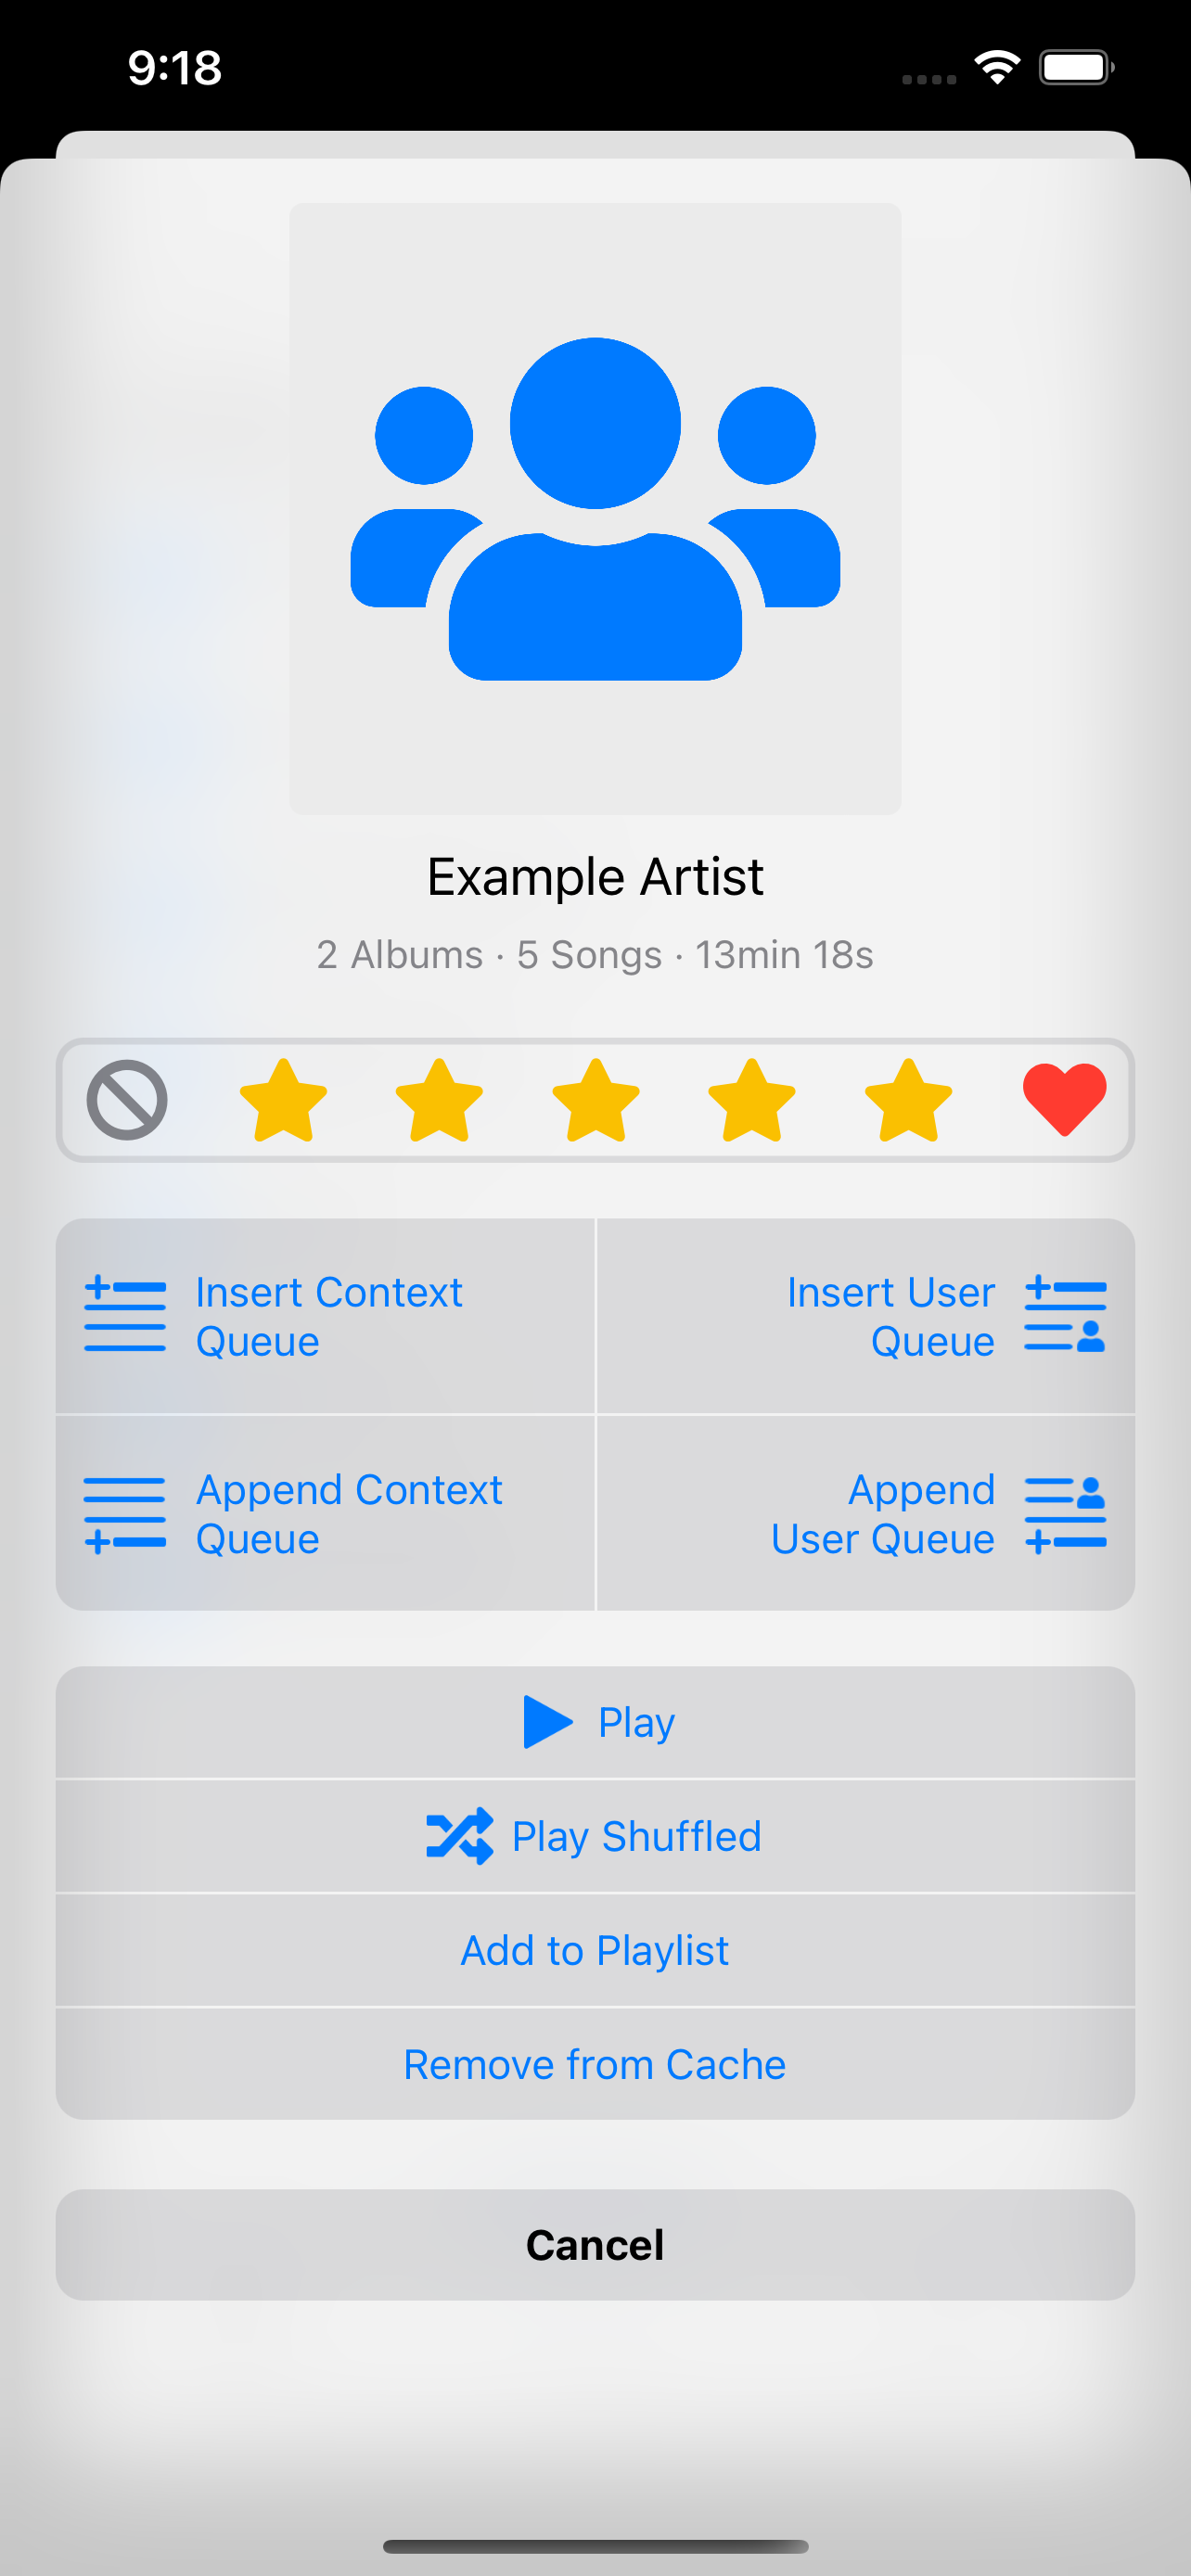 9:18
Example Artist
2 Albums · 5 Songs · 13min 18s
Insert Context
Queue
Insert User
Queue
Append Context
Queue
Append
User Queue
Play
Play Shuffled
Add to Playlist
Remove from Cache
Cancel